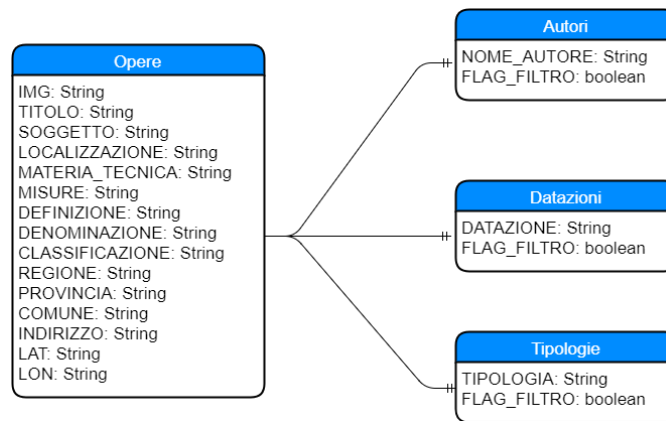 Opere
IMG: String
TITOLO: String
SOGGETTO: String
LOCALIZZAZIONE: String
MATERIA_TECNICA: String
MISURE: String
DEFINIZIONE: String
DENOMINAZIONE: String
CLASSIFICAZIONE: String
REGIONE: String
PROVINCIA: String
COMUNE: String
INDIRIZZO: String
LAT: String
LON: String
Autori
NOME_AUTORE: String
FLAG_FILTRO: boolean
Datazioni
DATAZIONE: String
FLAG_FILTRO: boolean
Tipologie
TIPOLOGIA: String
FLAG_FILTRO: boolean